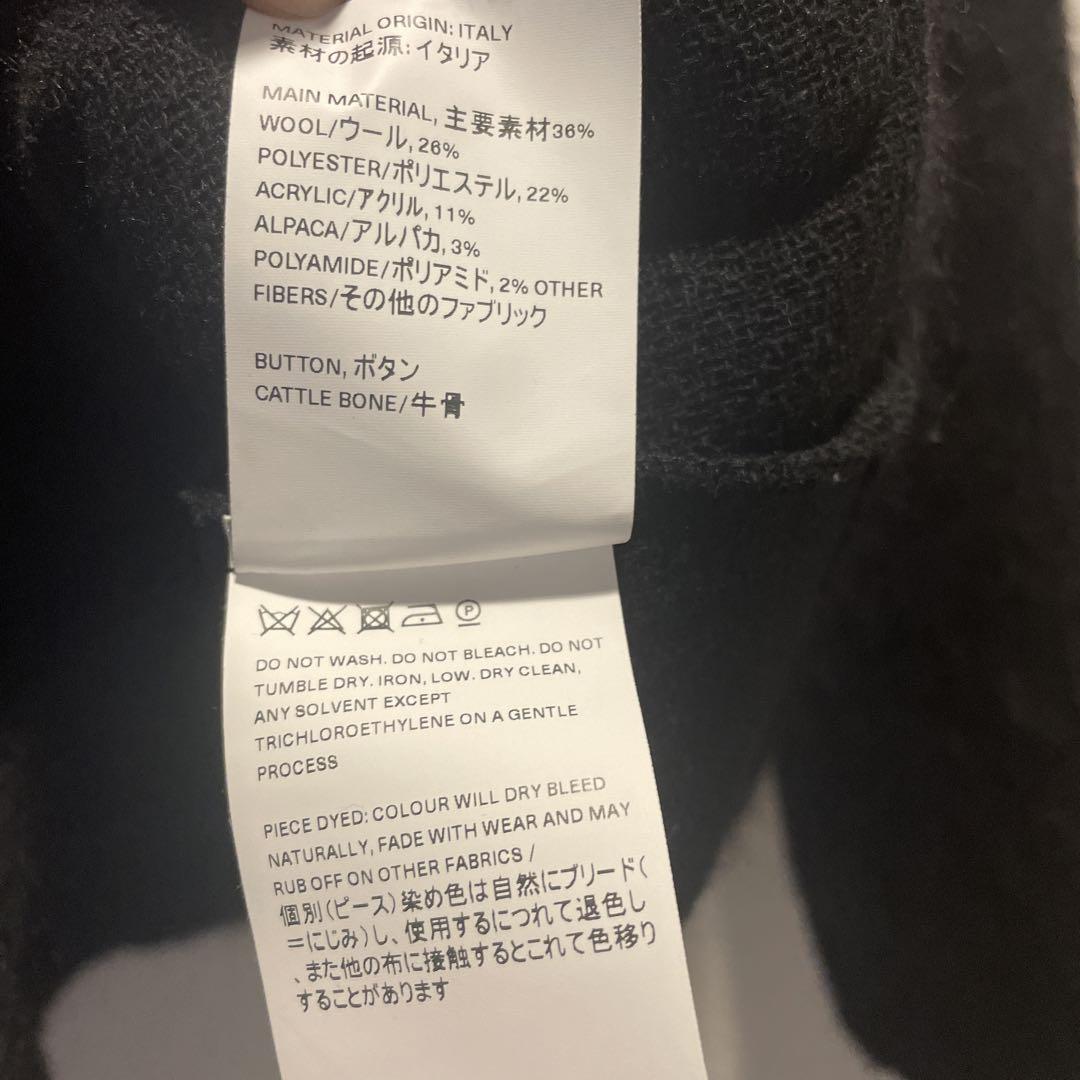 MATERIAL ORIGIN: ITALY
素材の起源: イタリア
MAIN MATERIAL, 主要素材36%
WOOL/ウール, 26%
POLYESTER/ポリエステル, 22%
ACRYLIC/アクリル, 11%
ALPACA/アルパカ, 3%
POLYAMIDE/ポリアミド, 2% OTHER
FIBERS/その他のファブリック
BUTTON, ボタン
CATTLE BONE/牛骨
P
DO NOT WASH. DO NOT BLEACH. DO NOT
TUMBLE DRY. IRON, LOW. DRY CLEAN,
ANY SOLVENT EXCEPT
TRICHLOROETHYLENE ON A GENTLE
PROCESS
PIECE DYED: COLOUR WILL DRY BLEED
NATURALLY, FADE WITH WEAR AND MAY
RUB OFF ON OTHER FABRICS /
個別(ピース)染め色は自然にブリード(
=にじみ)し、使用するにつれて退色し
、また他の布に接触するとこれて色移り
することがあります